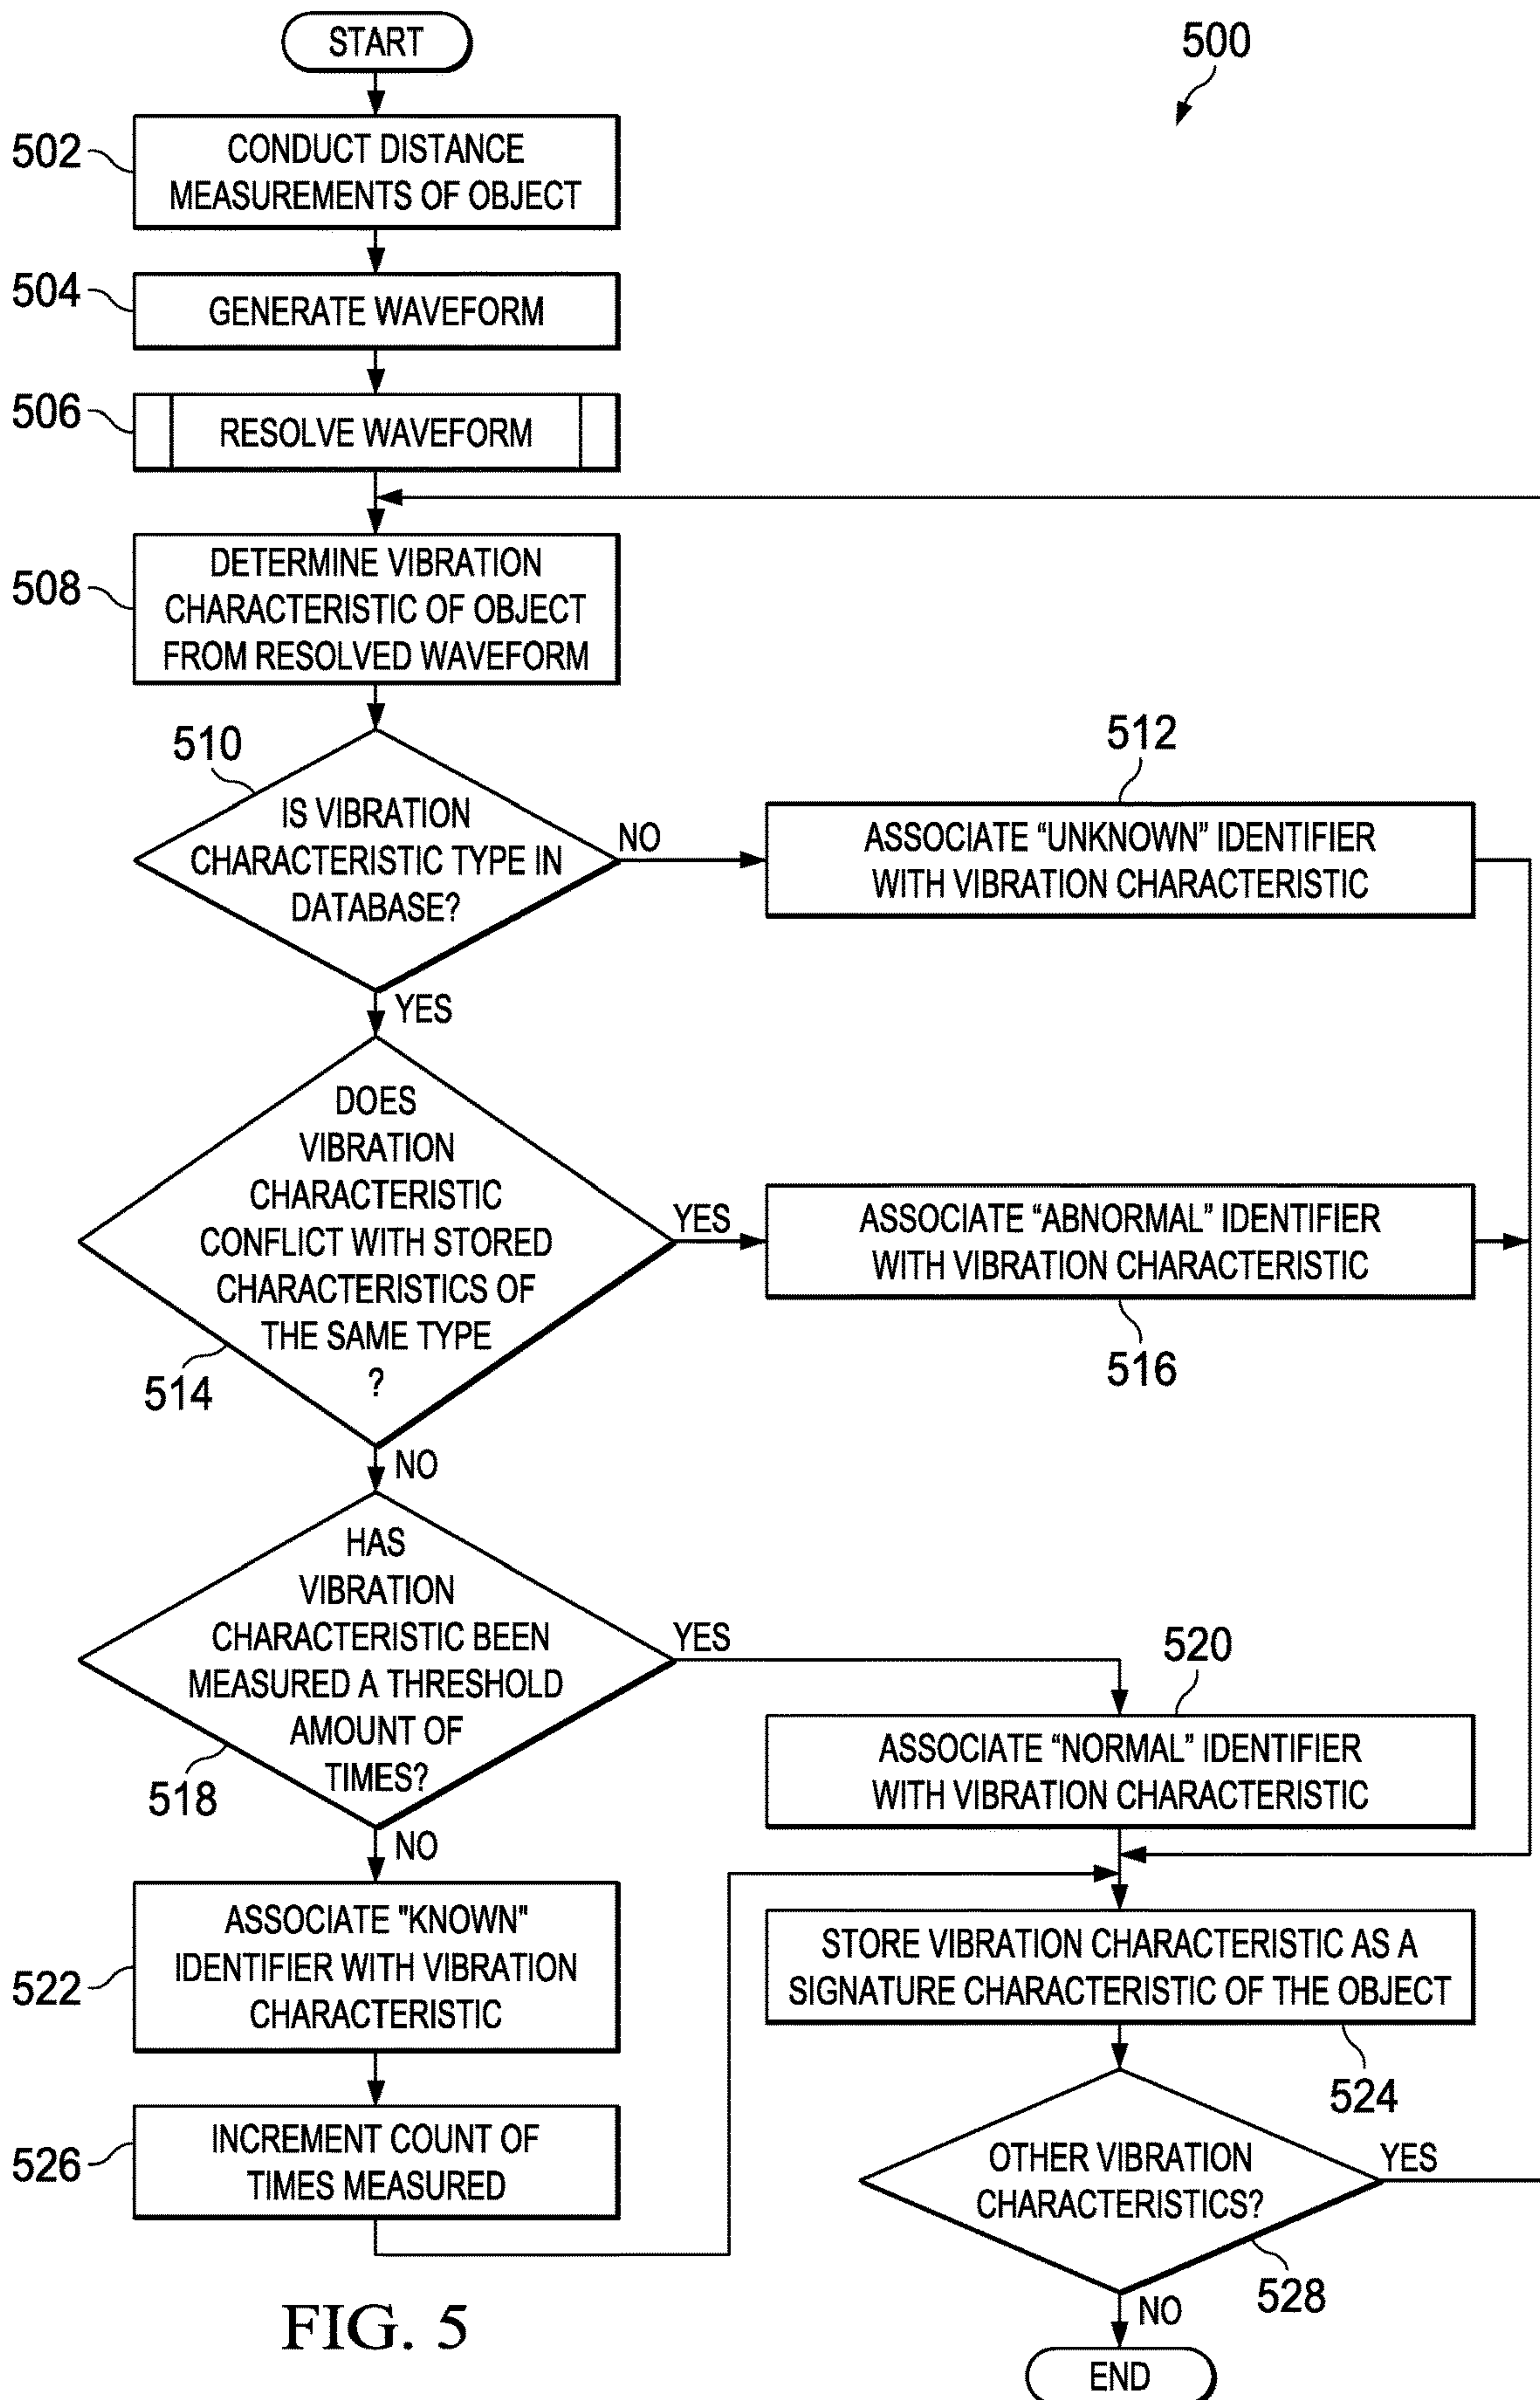 START
500
502
CONDUCT DISTANCE
MEASUREMENTS OF OBJECT
504
GENERATE WAVEFORM
506
RESOLVE WAVEFORM
508
DETERMINE VIBRATION
CHARACTERISTIC OF OBJECT
FROM RESOLVED WAVEFORM
510
IS VIBRATION
CHARACTERISTIC TYPE IN
DATABASE?
NO
YES
512
ASSOCIATE “UNKNOWN” IDENTIFIER
WITH VIBRATION CHARACTERISTIC
DOES
VIBRATION
CHARACTERISTIC
CONFLICT WITH STORED
CHARACTERISTICS OF
THE SAME TYPE
?
514
YES
NO
ASSOCIATE “ABNORMAL” IDENTIFIER
WITH VIBRATION CHARACTERISTIC
516
HAS
VIBRATION
CHARACTERISTIC BEEN
MEASURED A THRESHOLD
AMOUNT OF
TIMES?
518
YES
NO
520
ASSOCIATE “NORMAL” IDENTIFIER
WITH VIBRATION CHARACTERISTIC
522
ASSOCIATE "KNOWN"
IDENTIFIER WITH VIBRATION
CHARACTERISTIC
STORE VIBRATION CHARACTERISTIC AS A
SIGNATURE CHARACTERISTIC OF THE OBJECT
524
526
INCREMENT COUNT OF
TIMES MEASURED
OTHER VIBRATION
CHARACTERISTICS?
YES
528
NO
END
FIG. 5